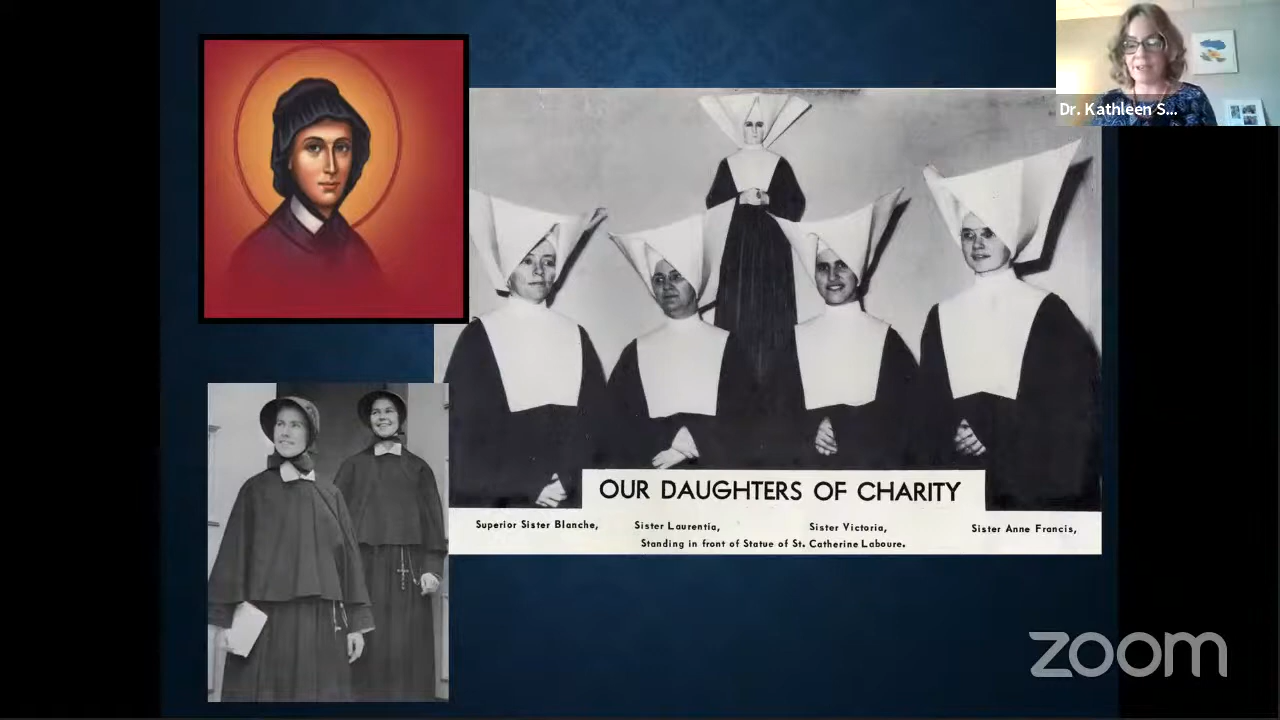 Dr. Kathleen S...
OUR DAUGHTERS OF CHARITY
Superior Sister Blanche, Sister Laurentia, Sister Victoria, Sister Anne Francis,
Standing in front of Statue of St. Catherine Laboure.
zoom